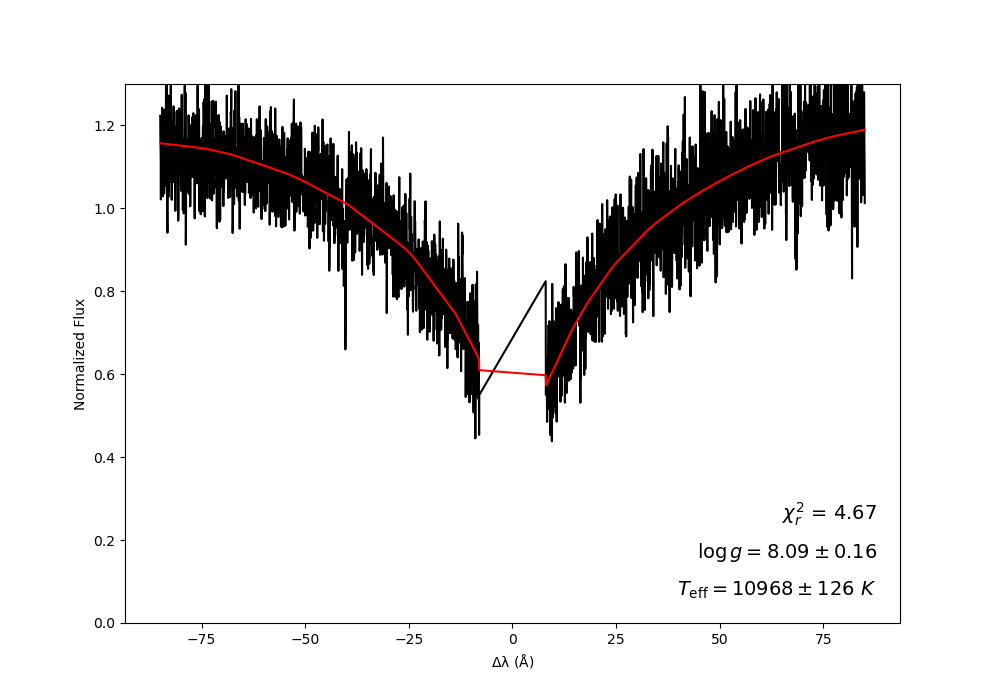 1.2
1.0
0.8
0.6
0.4
0.2
0.0
Normalized Flux
χ²ᵣ = 4.67
log g = 8.09 ± 0.16
T_eff = 10968 ± 126 K
−75 −50 −25 0 25 50 75
Δλ (Å)